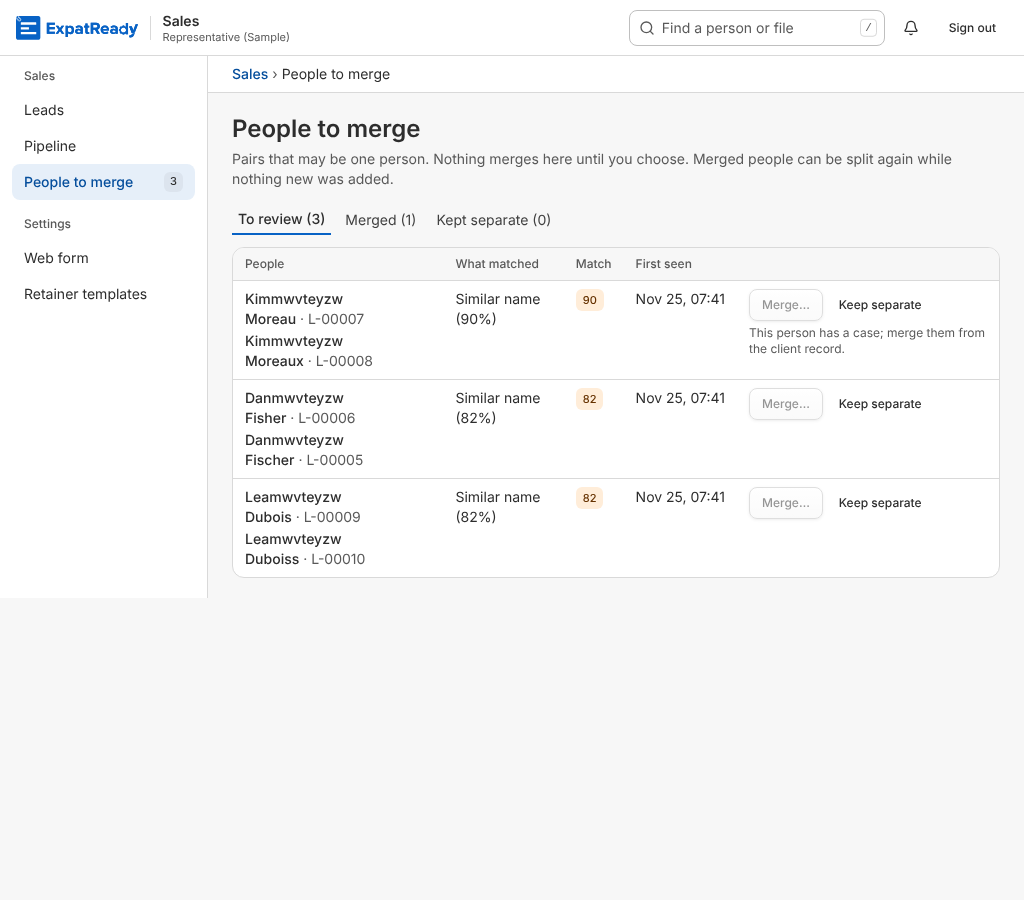 ExpatReady
Sales
Representative (Sample)
Find a person or file
/
Sign out
Sales
Leads
Pipeline
People to merge 3
Settings
Web form
Retainer templates
Sales › People to merge
People to merge
Pairs that may be one person. Nothing merges here until you choose. Merged people can be split again while
nothing new was added.
To review (3) Merged (1) Kept separate (0)
People What matched Match First seen
Kimmwvteyzw
Moreau · L-00007
Kimmwvteyzw
Moreaux · L-00008
Similar name
(90%)
90
Nov 25, 07:41
Merge...
Keep separate
This person has a case; merge them from
the client record.
Danmwvteyzw
Fisher · L-00006
Danmwvteyzw
Fischer · L-00005
Similar name
(82%)
82
Nov 25, 07:41
Merge...
Keep separate
Leamwvteyzw
Dubois · L-00009
Leamwvteyzw
Duboiss · L-00010
Similar name
(82%)
82
Nov 25, 07:41
Merge...
Keep separate